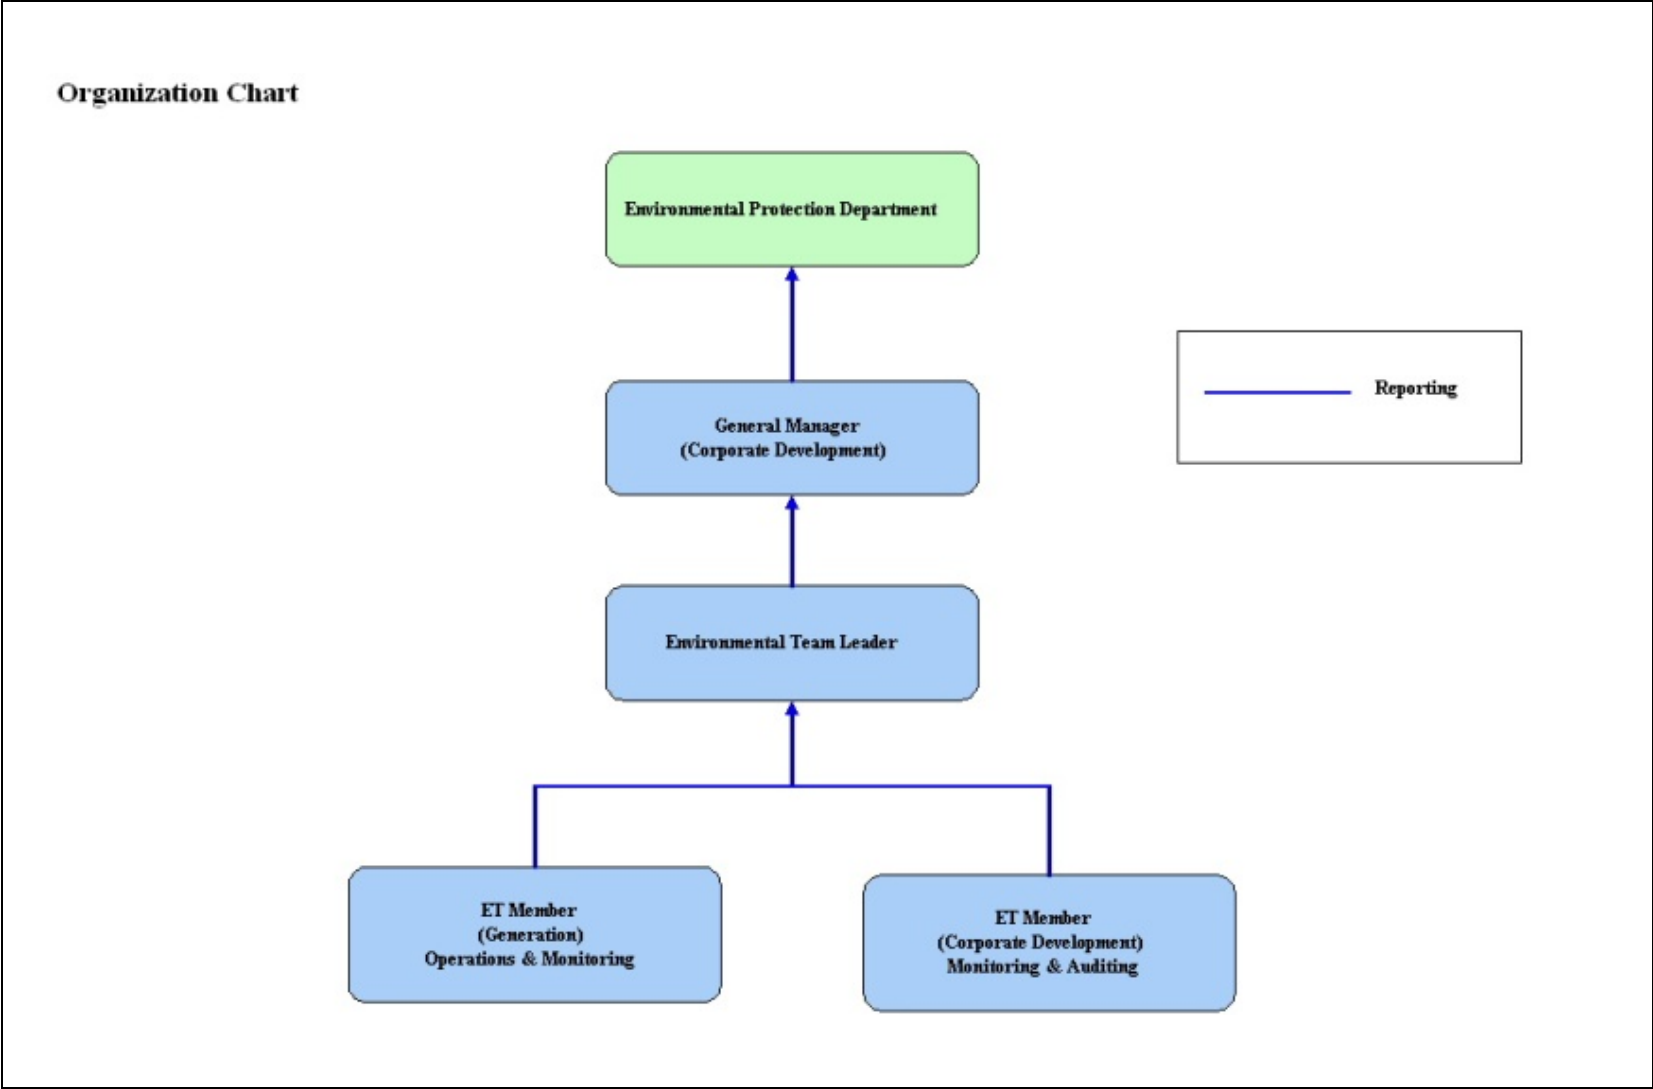 Organization Chart
Environmental Protection Department
General Manager
(Corporate Development)
Reporting
Environmental Team Leader
ET Member
(Generation)
Operations & Monitoring
ET Member
(Corporate Development)
Monitoring & Auditing